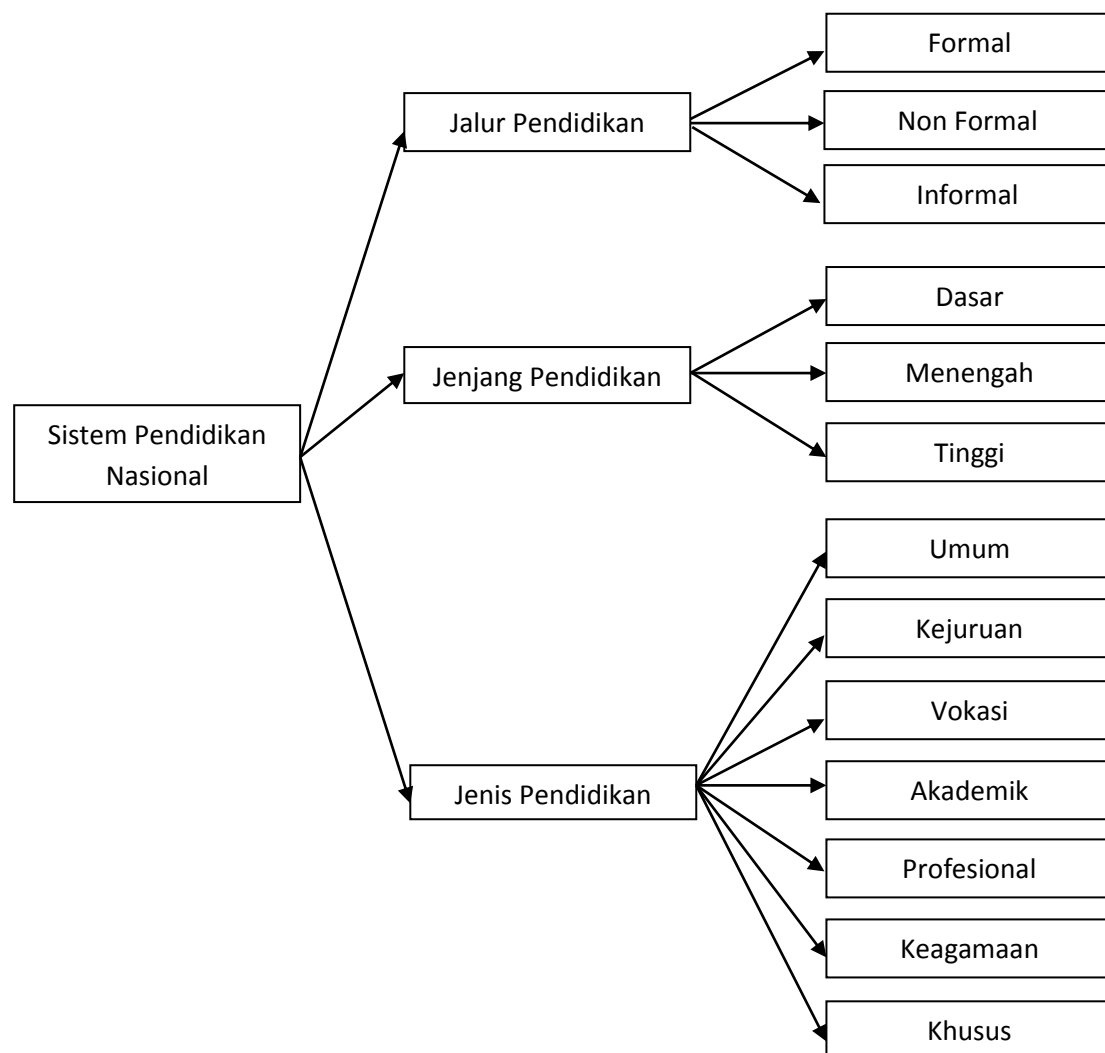 Formal
Jalur Pendidikan
Non Formal
Informal
Dasar
Jenjang Pendidikan
Menengah
Sistem Pendidikan
Nasional
Tinggi
Umum
Kejuruan
Vokasi
Jenis Pendidikan
Akademik
Profesional
Keagamaan
Khusus